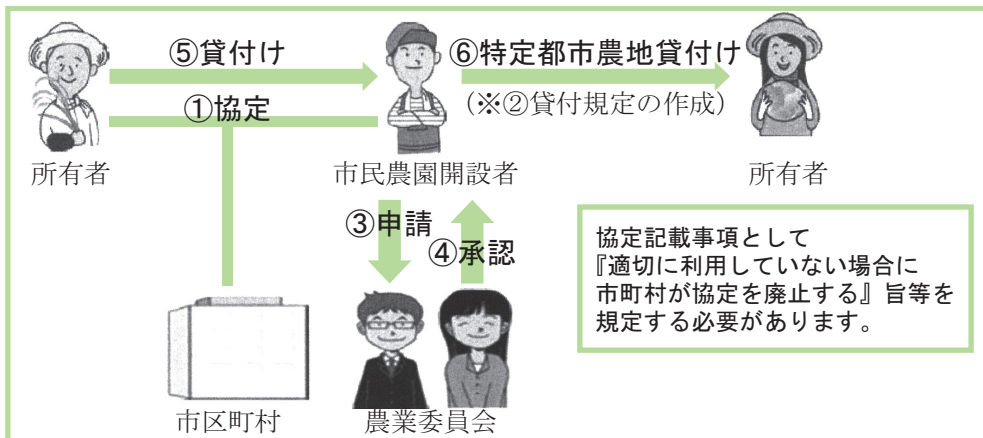 ⑤貸付け
⑥特定都市農地貸付け
①協定
（※②貸付規定の作成）
所有者
市民農園開設者
所有者
③申請
④承認
協定記載事項として
『適切に利用していない場合に
市町村が協定を廃止する』旨等を
規定する必要があります。
市区町村
農業委員会